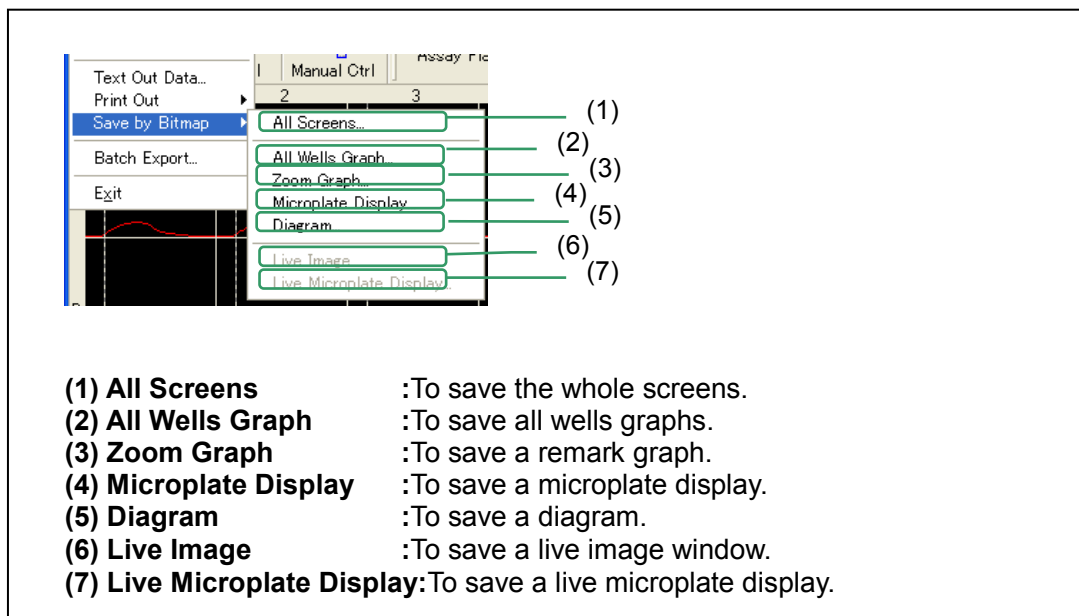 Text Out Data...
Print Out
Save by Bitmap
Batch Export...
Exit
Manual Ctrl
2 3
All Screens...
All Wells Graph...
Zoom Graph...
Microplate Display...
Diagram...
Live Image...
Live Microplate Display...
(1)
(2)
(3)
(4)
(5)
(6)
(7)
(1) All Screens :To save the whole screens.
(2) All Wells Graph :To save all wells graphs.
(3) Zoom Graph :To save a remark graph.
(4) Microplate Display :To save a microplate display.
(5) Diagram :To save a diagram.
(6) Live Image :To save a live image window.
(7) Live Microplate Display:To save a live microplate display.